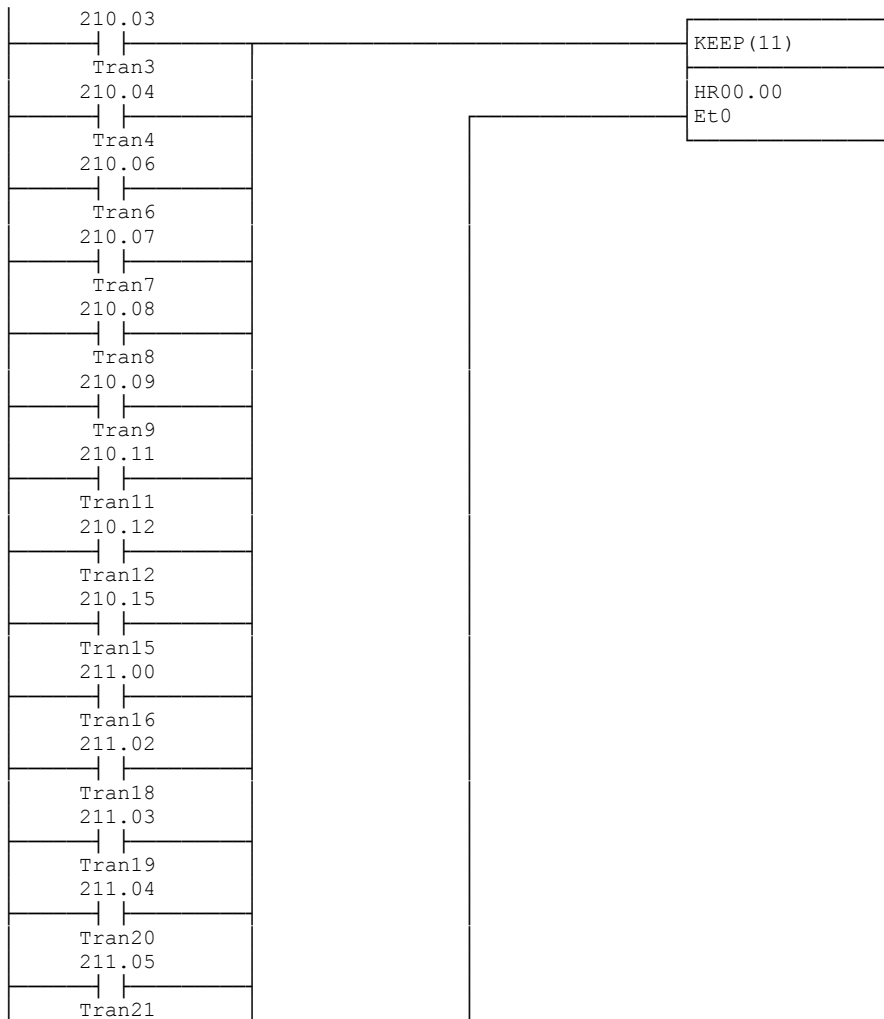 210.03
KEEP(11)
Tran3
210.04
HR00.00
Et0
Tran4
210.06
Tran6
210.07
Tran7
210.08
Tran8
210.09
Tran9
210.11
Tran11
210.12
Tran12
210.15
Tran15
211.00
Tran16
211.02
Tran18
211.03
Tran19
211.04
Tran20
211.05
Tran21